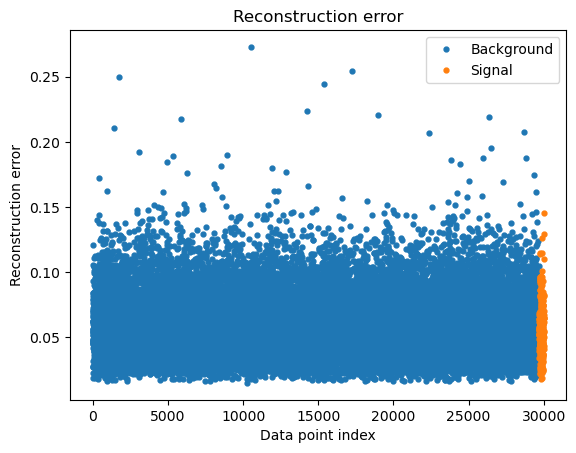 Reconstruction error
Background
Signal
0.25
0.20
0.15
0.10
0.05
Reconstruction error
0 5000 10000 15000 20000 25000 30000
Data point index